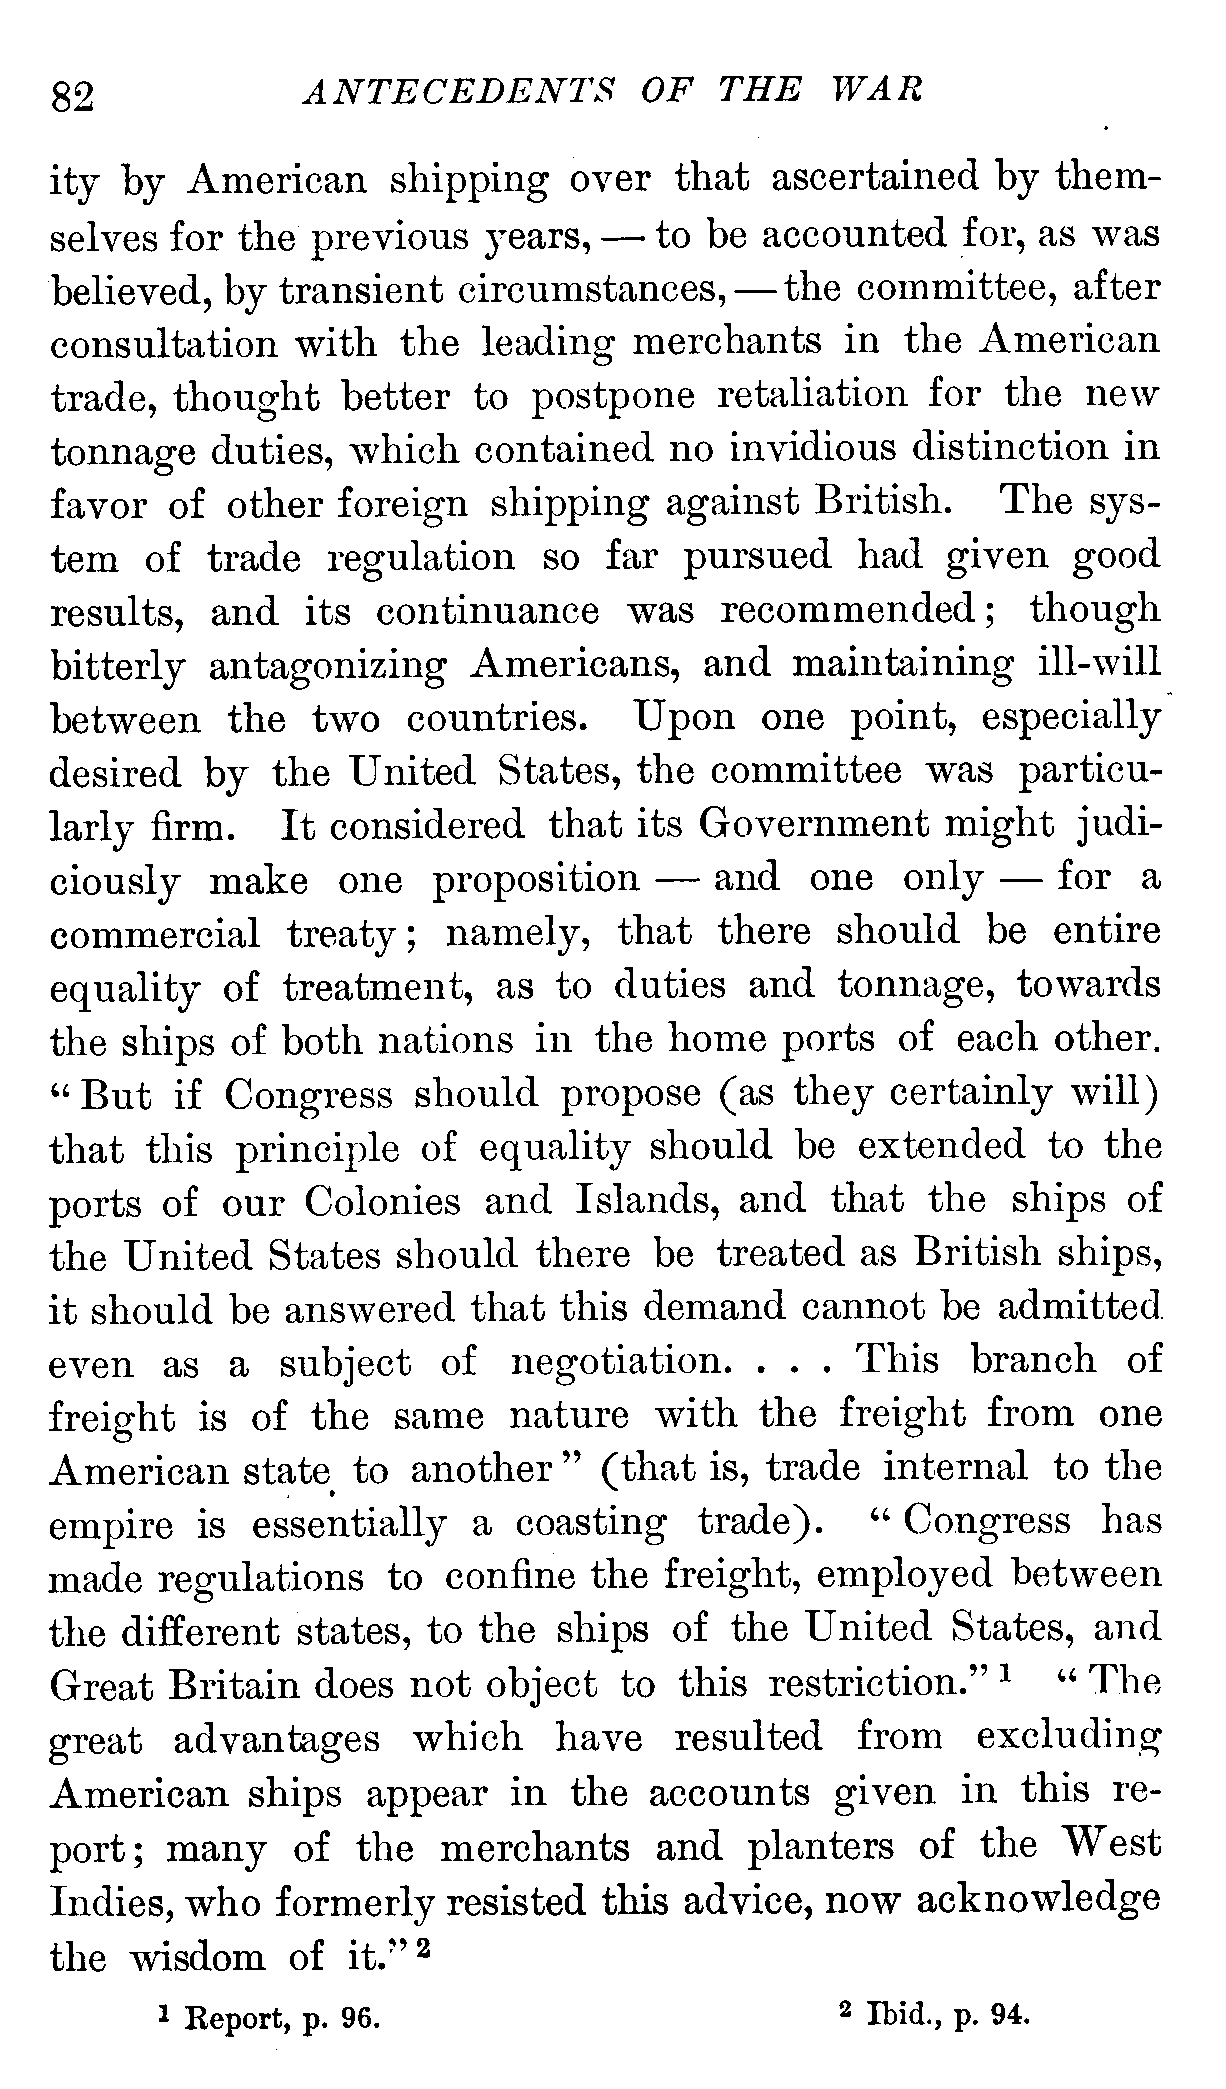 82 ANTECEDENTS OF THE WAR
ity by American shipping over that ascertained by them-
selves for the previous years, — to be accounted for, as was
believed, by transient circumstances, — the committee, after
consultation with the leading merchants in the American
trade, thought better to postpone retaliation for the new
tonnage duties, which contained no invidious distinction in
favor of other foreign shipping against British. The sys-
tem of trade regulation so far pursued had given good
results, and its continuance was recommended; though
bitterly antagonizing Americans, and maintaining ill-will
between the two countries. Upon one point, especially
desired by the United States, the committee was particu-
larly firm. It considered that its Government might judi-
ciously make one proposition — and one only — for a
commercial treaty; namely, that there should be entire
equality of treatment, as to duties and tonnage, towards
the ships of both nations in the home ports of each other.
“But if Congress should propose (as they certainly will)
that this principle of equality should be extended to the
ports of our Colonies and Islands, and that the ships of
the United States should there be treated as British ships,
it should be answered that this demand cannot be admitted
even as a subject of negotiation. . . . This branch of
freight is of the same nature with the freight from one
American state to another” (that is, trade internal to the
empire is essentially a coasting trade). “Congress has
made regulations to confine the freight, employed between
the different states, to the ships of the United States, and
Great Britain does not object to this restriction.” 1 “The
great advantages which have resulted from excluding
American ships appear in the accounts given in this re-
port; many of the merchants and planters of the West
Indies, who formerly resisted this advice, now acknowledge
the wisdom of it.” 2
1 Report, p. 96. 2 Ibid., p. 94.